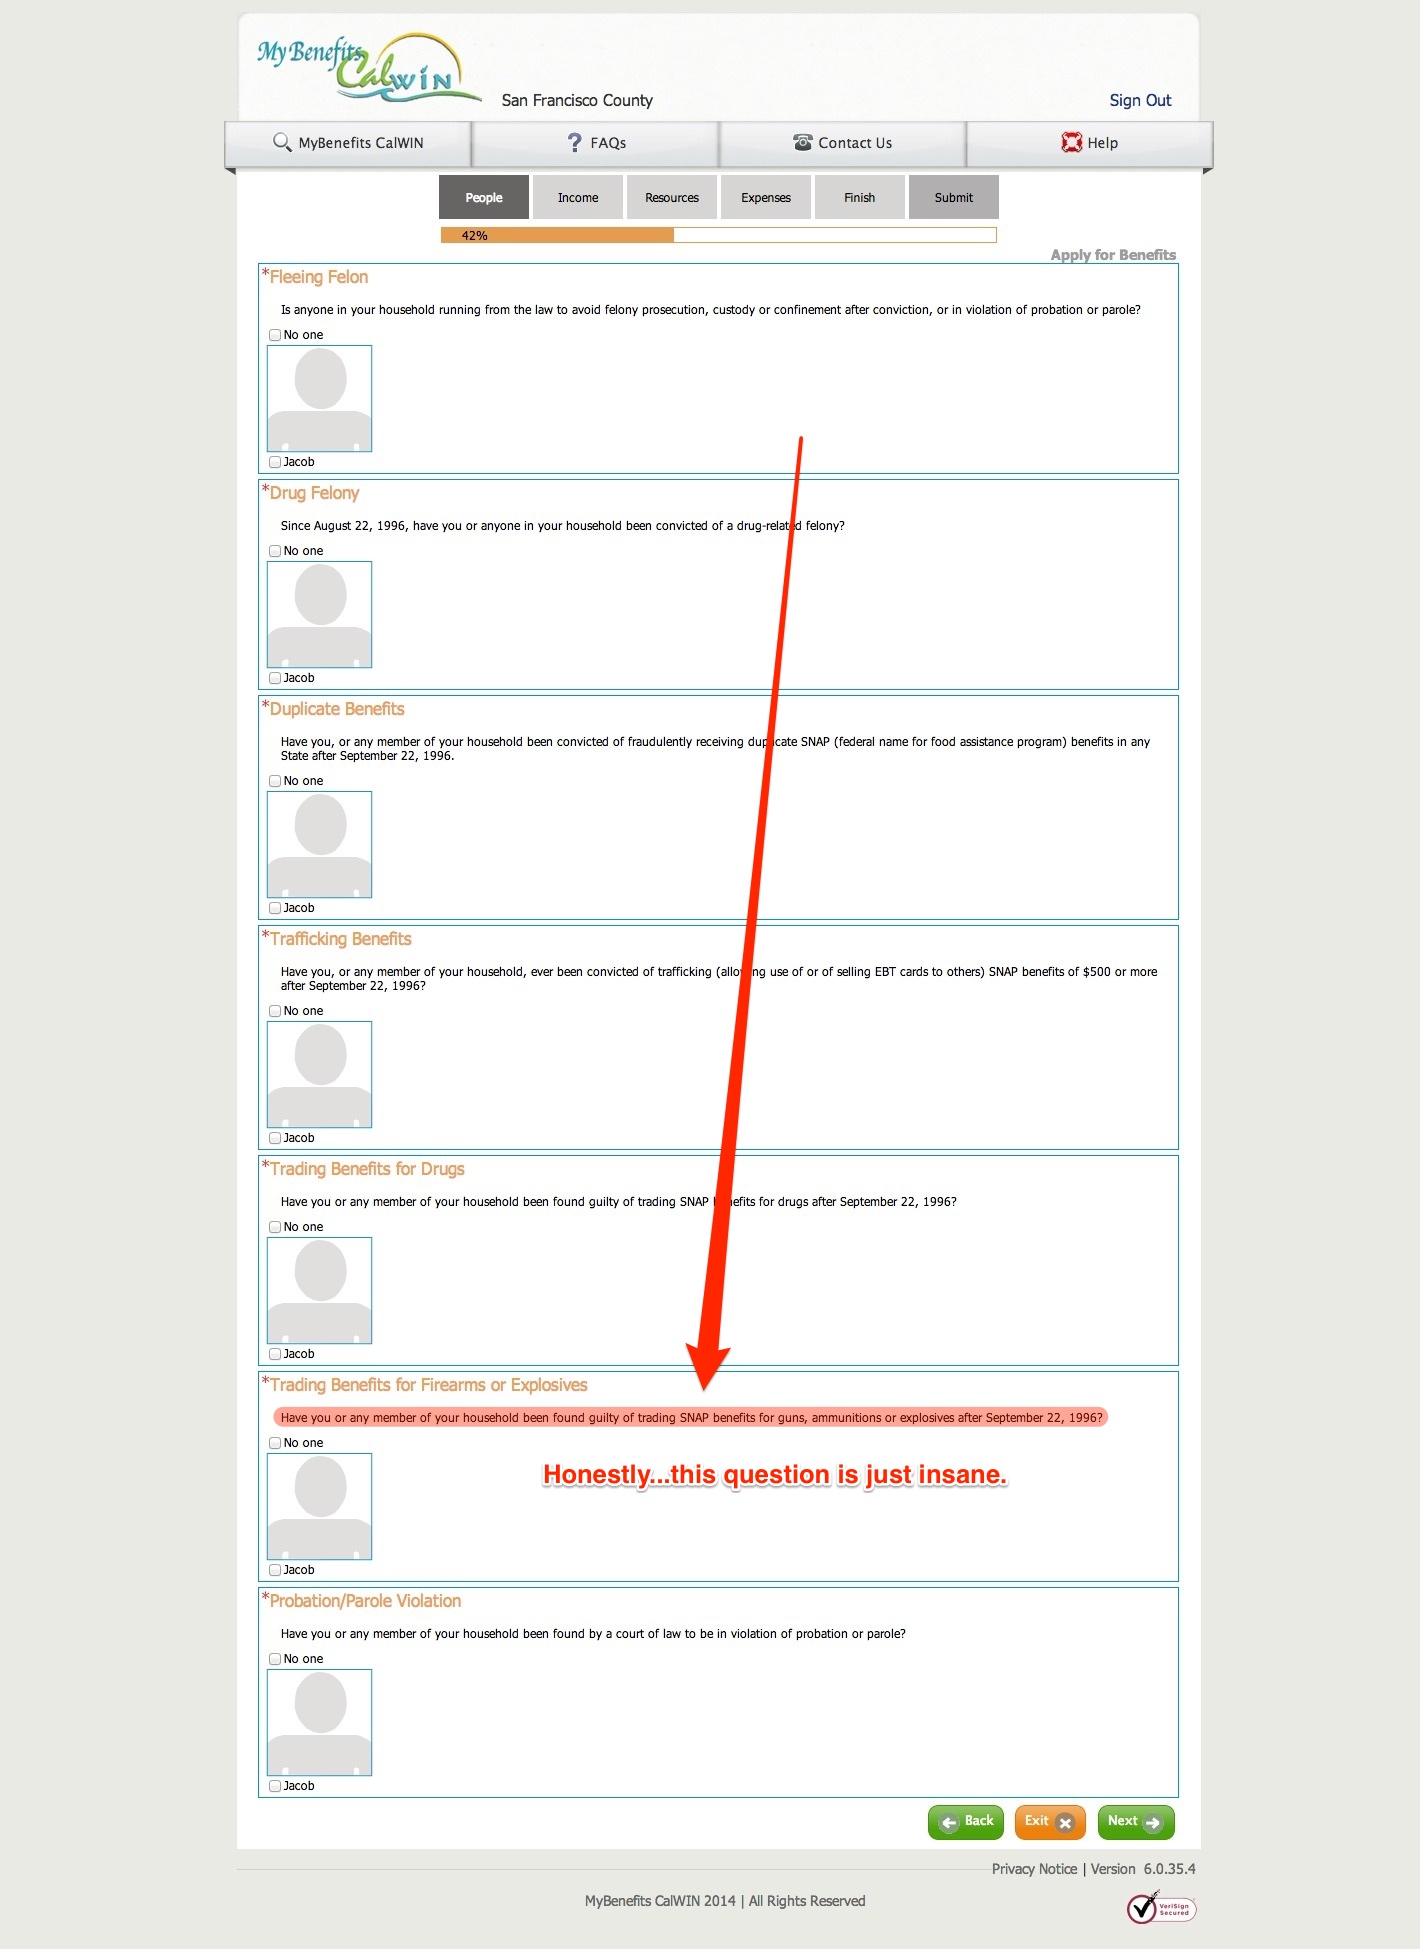 My Benefits
CalWIN
San Francisco County
Sign Out
MyBenefits CalWIN
FAQs
Contact Us
Help
People
Income
Resources
Expenses
Finish
Submit
42%
Apply for Benefits
*Fleeing Felon
Is anyone in your household running from the law to avoid felony prosecution, custody or confinement after conviction, or in violation of probation or parole?
No one
Jacob
*Drug Felony
Since August 22, 1996, have you or anyone in your household been convicted of a drug-related felony?
No one
Jacob
*Duplicate Benefits
Have you, or any member of your household been convicted of fraudulently receiving duplicate SNAP (federal name for food assistance program) benefits in any
State after September 22, 1996.
No one
Jacob
*Trafficking Benefits
Have you, or any member of your household, ever been convicted of trafficking (allowing use of or of selling EBT cards to others) SNAP benefits of $500 or more
after September 22, 1996?
No one
Jacob
*Trading Benefits for Drugs
Have you or any member of your household been found guilty of trading SNAP benefits for drugs after September 22, 1996?
No one
Jacob
*Trading Benefits for Firearms or Explosives
Have you or any member of your household been found guilty of trading SNAP benefits for guns, ammunitions or explosives after September 22, 1996?
No one
Honestly...this question is just insane.
Jacob
*Probation/Parole Violation
Have you or any member of your household been found by a court of law to be in violation of probation or parole?
No one
Jacob
Back
Exit
Next
Privacy Notice | Version 6.0.35.4
MyBenefits CalWIN 2014 | All Rights Reserved
VeriSign
Secured